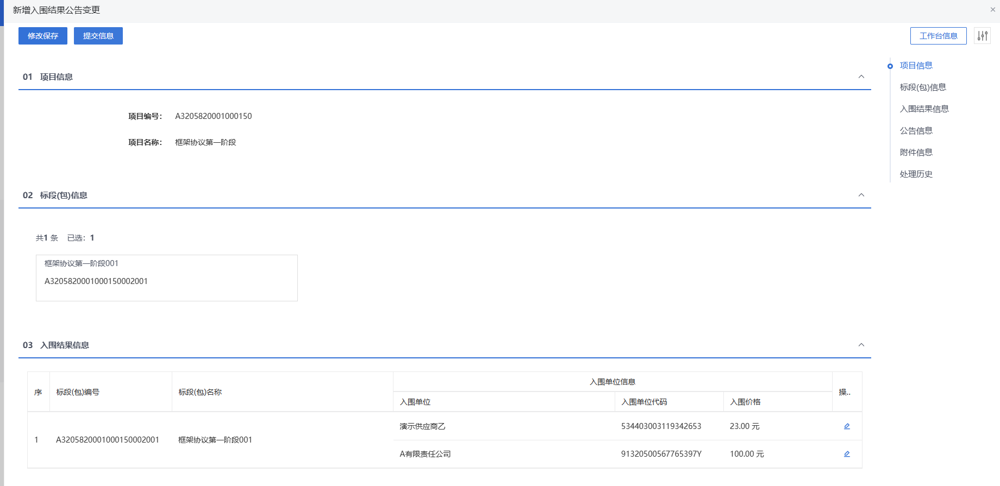 新增入围结果公告变更
修改保存 提交信息 工作台信息
01 项目信息
项目编号： A3205820001000150
项目名称： 框架协议第一阶段
02 标段(包)信息
共1 条 已选：1
框架协议第一阶段001
A3205820001000150002001
03 入围结果信息
序 标段(包)编号 标段(包)名称 入围单位信息 操..
入围单位 入围单位代码 入围价格
1 A3205820001000150002001 框架协议第一阶段001
演示供应商乙 534403003119342653 23.00 元
A有限责任公司 91320500567765397Y 100.00 元
项目信息
标段(包)信息
入围结果信息
公告信息
附件信息
处理历史